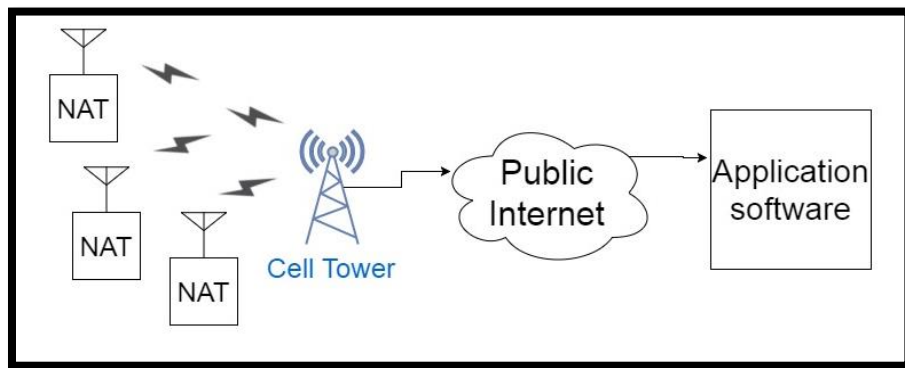 NAT
NAT
NAT
Cell Tower
Public
Internet
Application
software